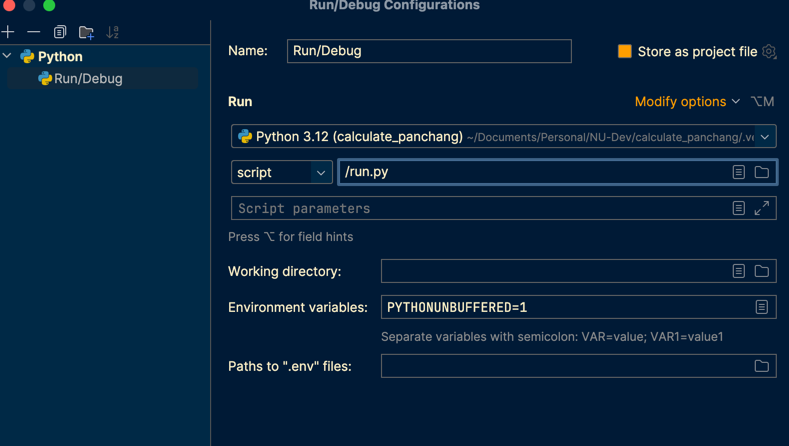 Run/Debug Configurations
Python
Run/Debug
Name: Run/Debug
Store as project file
Run
Modify options ⌥M
Python 3.12 (calculate_panchang) ~/Documents/Personal/NU-Dev/calculate_panchang/.ve
script /run.py
Script parameters
Press ⌥ for field hints
Working directory:
Environment variables: PYTHONUNBUFFERED=1
Separate variables with semicolon: VAR=value; VAR1=value1
Paths to ".env" files: